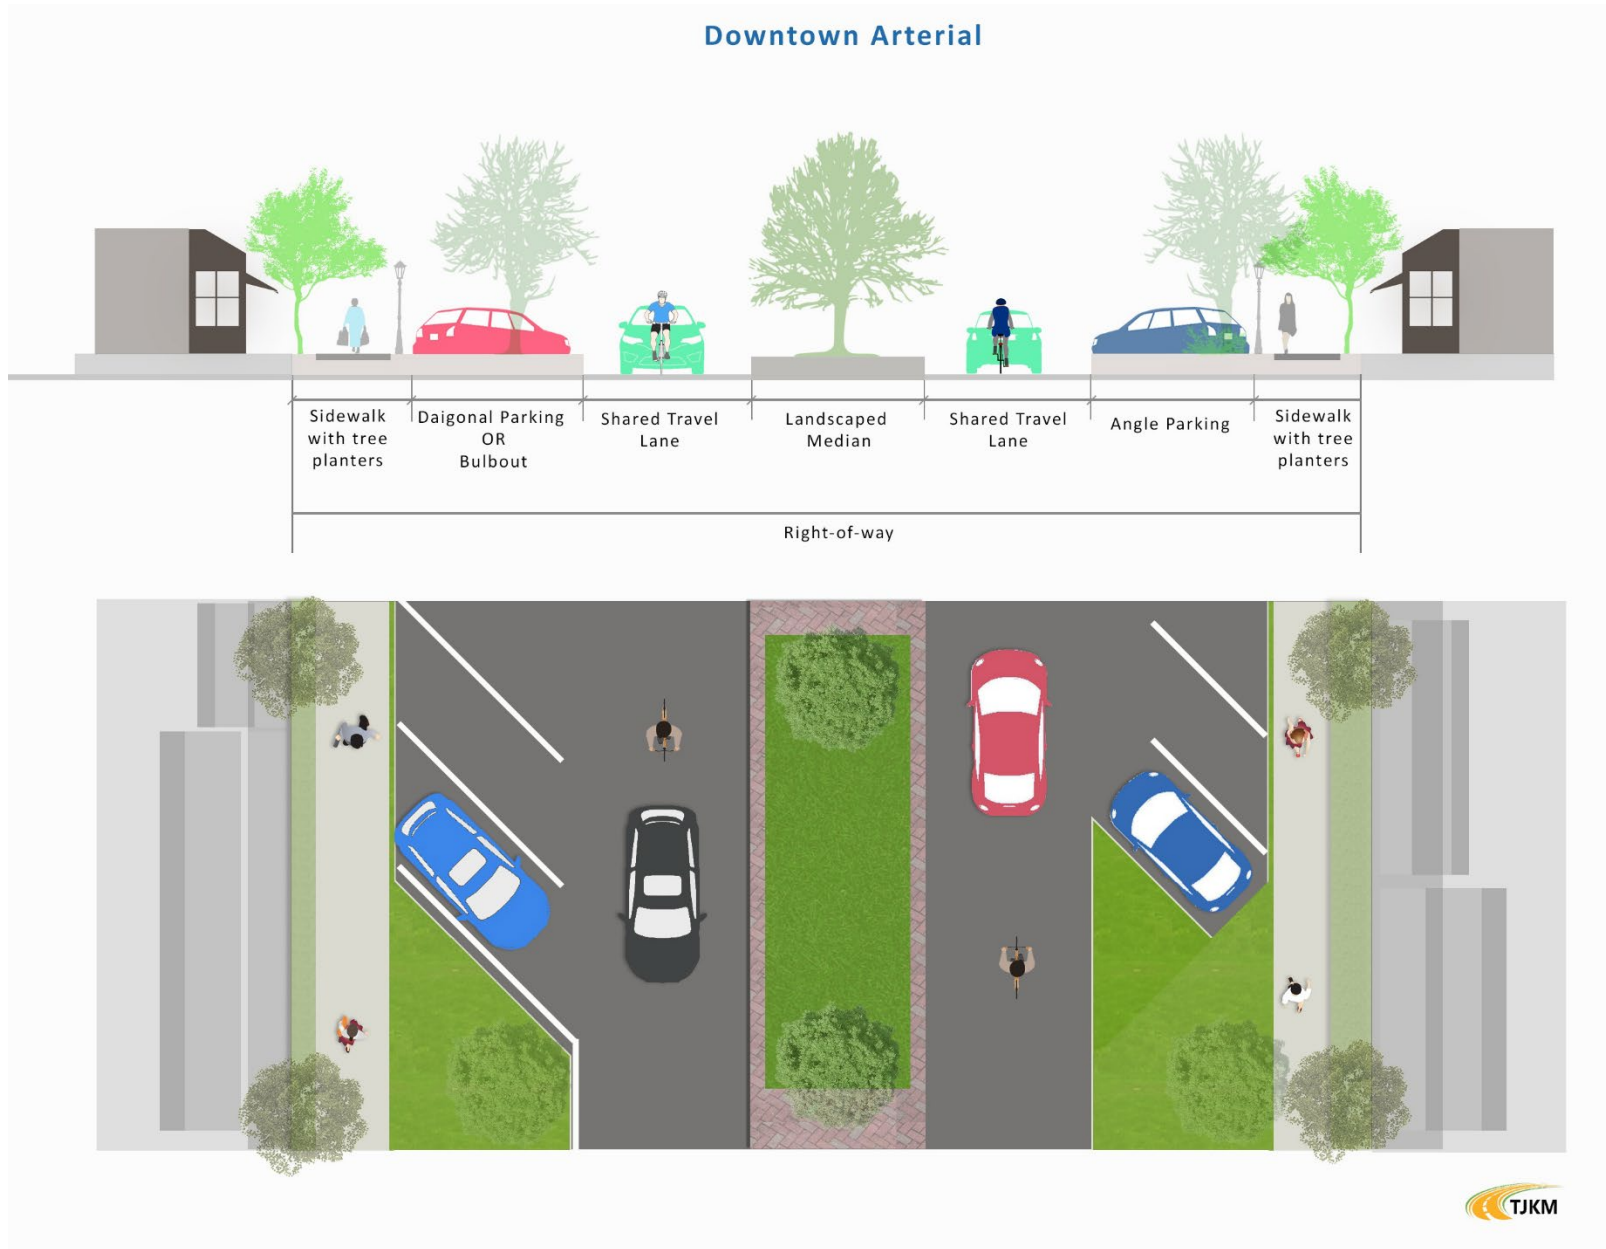 Downtown Arterial
Sidewalk
with tree
planters
Daigonal Parking
OR
Bulbout
Shared Travel
Lane
Landscaped
Median
Shared Travel
Lane
Angle Parking
Sidewalk
with tree
planters
Right-of-way
TJKM